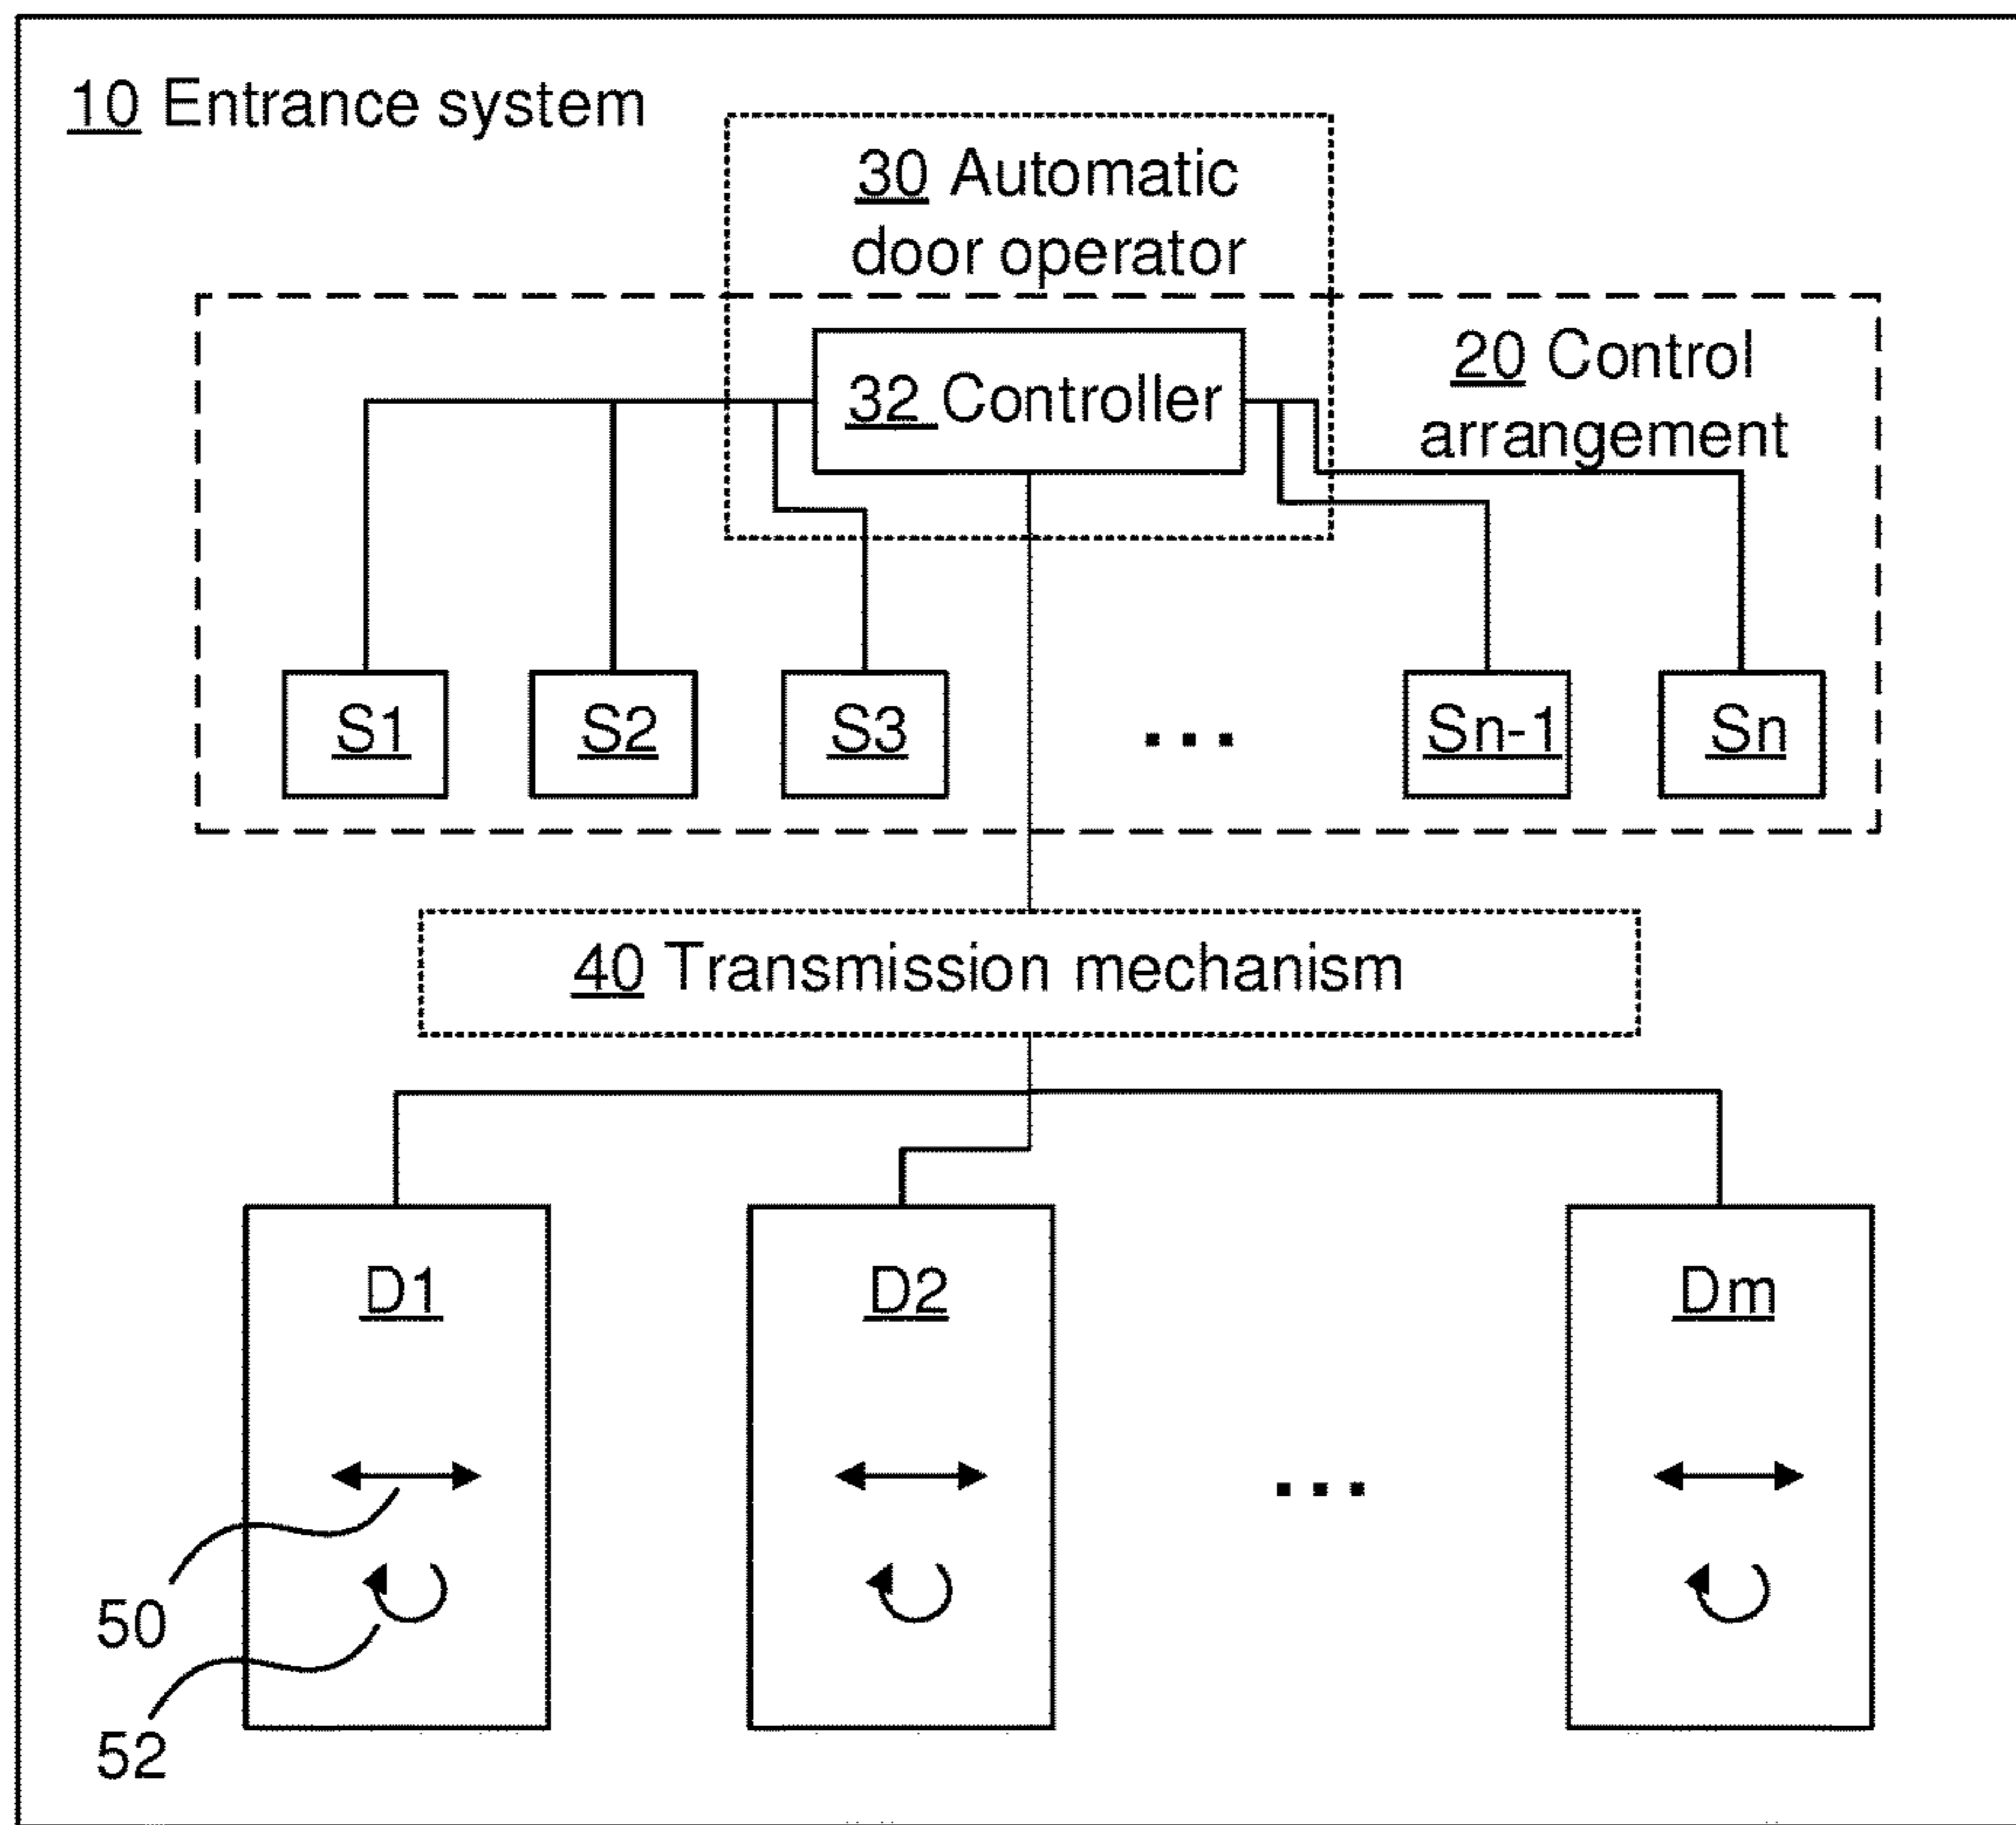 10 Entrance system
30 Automatic
door operator
20 Control
arrangement
32 Controller
S1 S2 S3 ... Sn-1 Sn
40 Transmission mechanism
D1 D2 Dm
...
50
52